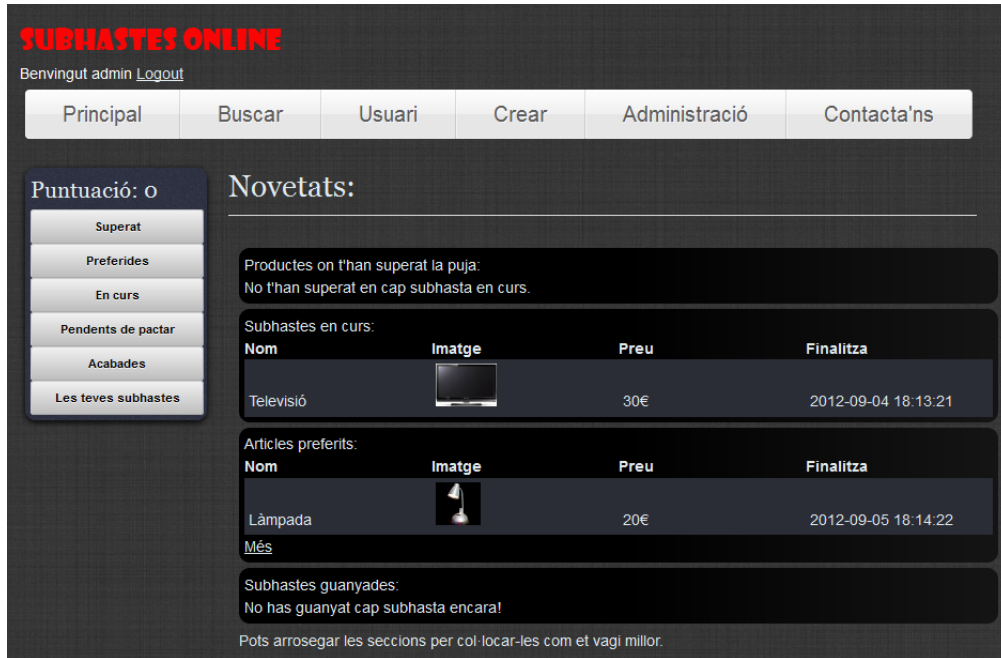 SUBHASTES ONLINE
Benvingut admin Logout
Principal Buscar Usuari Crear Administració Contacta'ns
Puntuació: 0
Superat
Preferides
En curs
Pendents de pactar
Acabades
Les teves subhastes
Novetats:
Productes on t'han superat la puja:
No t'han superat en cap subhasta en curs.
Subhastes en curs:
Nom Imatge Preu Finalitza
Televisió 30€ 2012-09-04 18:13:21
Articles preferits:
Nom Imatge Preu Finalitza
Làmpada 20€ 2012-09-05 18:14:22
Més
Subhastes guanyades:
No has guanyat cap subhasta encara!
Pots arrosegar les seccions per col·locar-les com et vagi millor.